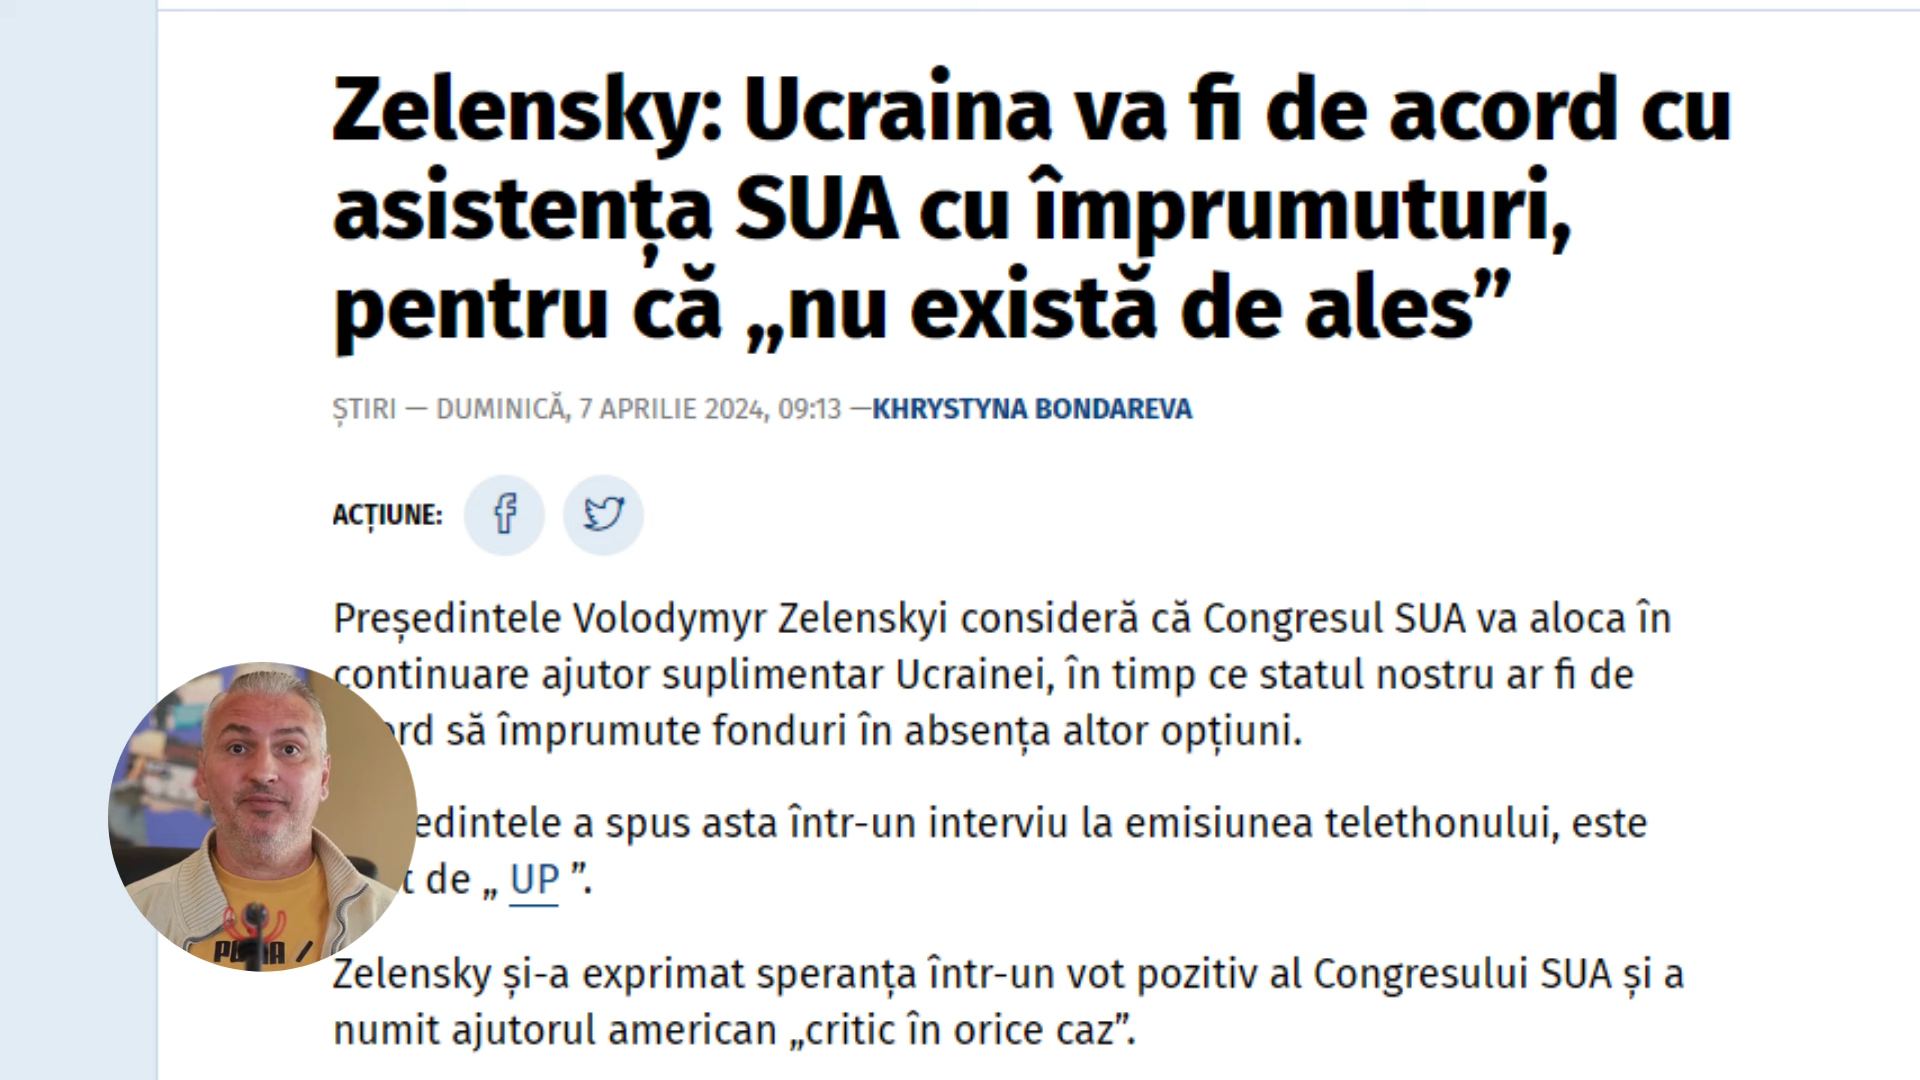 Zelensky: Ucraina va fi de acord cu
asistența SUA cu împrumuturi,
pentru că „nu există de ales”
ȘTIRI — DUMINICĂ, 7 APRILIE 2024, 09:13 —KHRYSTYNA BONDAREVA
ACȚIUNE:
Președintele Volodymyr Zelenskyi consideră că Congresul SUA va aloca în
continuare ajutor suplimentar Ucrainei, în timp ce statul nostru ar fi de
să împrumute fonduri în absența altor opțiuni.
a spus asta într-un interviu la emisiunea telethonului, este
de „ UP ”.
Zelensky și-a exprimat speranța într-un vot pozitiv al Congresului SUA și a
numit ajutorul american „critic în orice caz”.